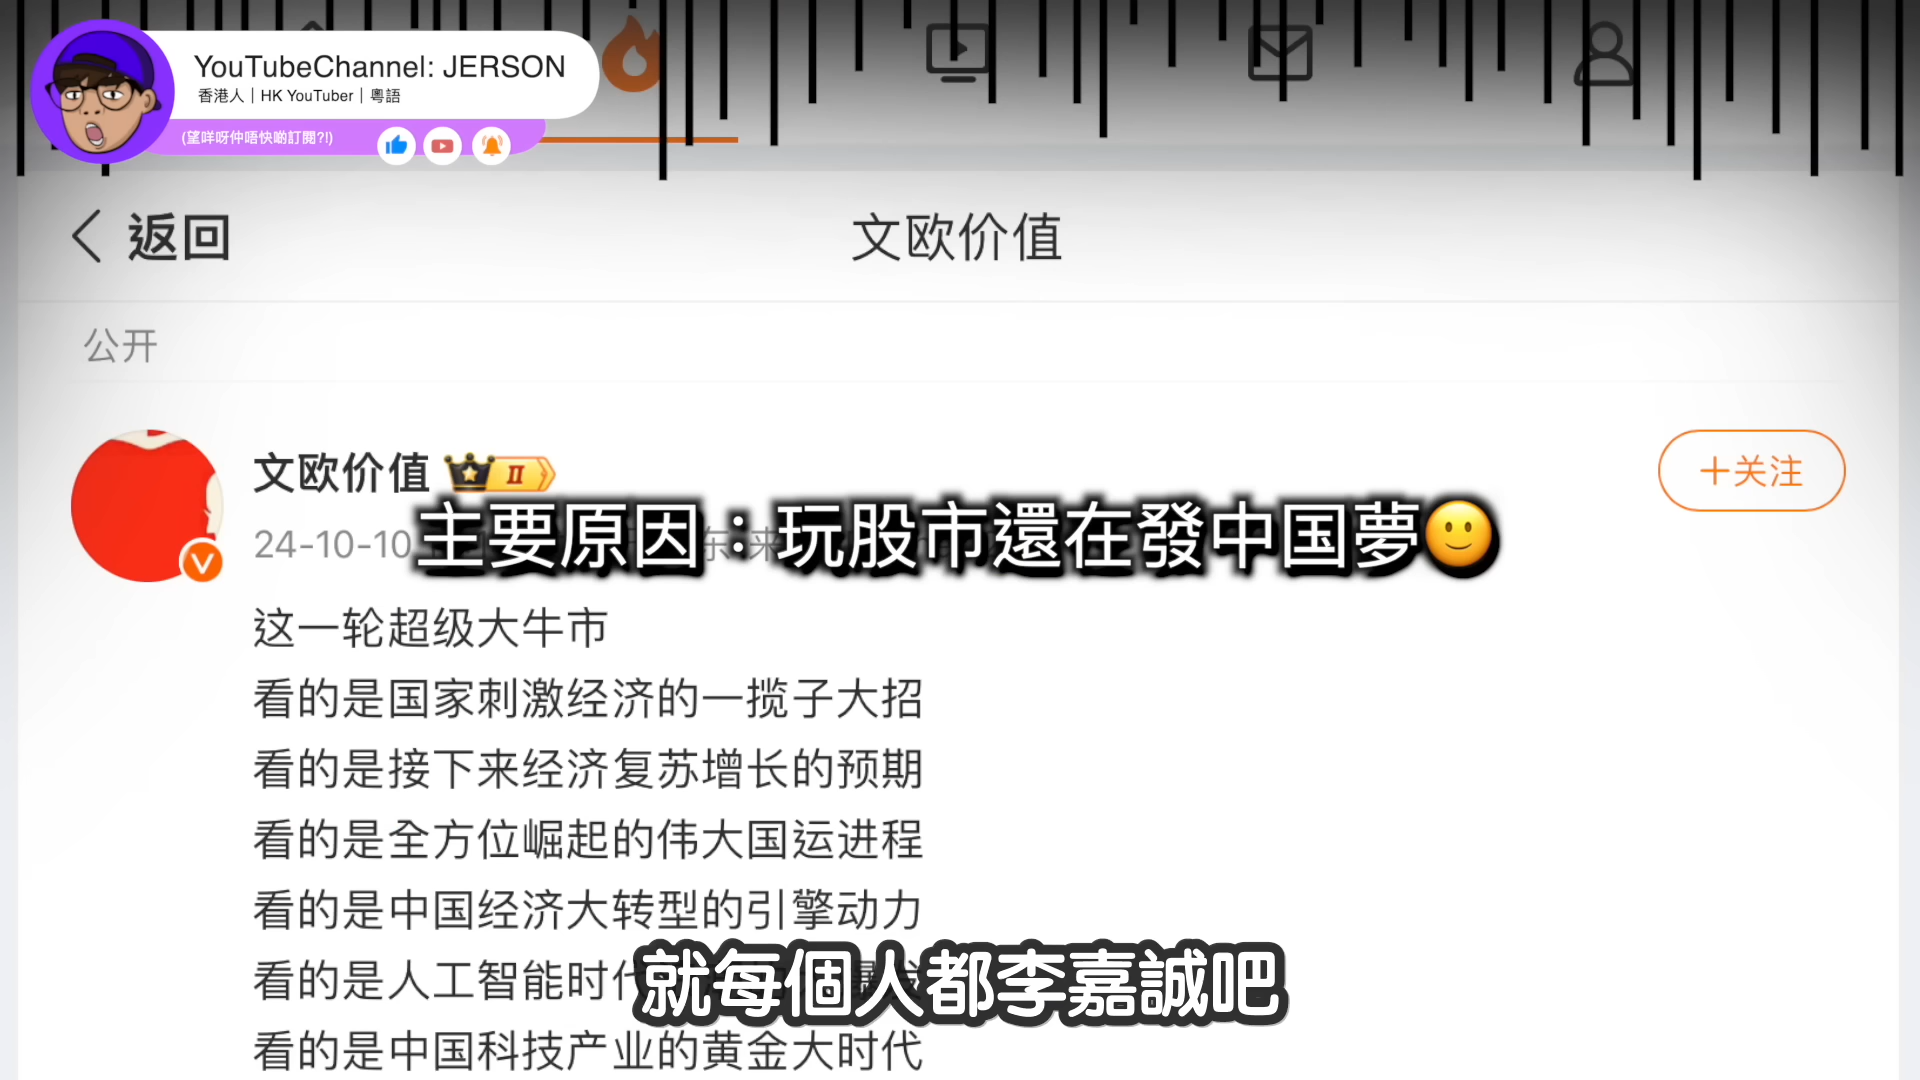 YouTubeChannel: JERSON
香港人｜HK YouTuber｜粵語
(望咩呀仲唔快啲訂閱?!)
返回
文欧价值
公开
文欧价值 II
+关注
24-10-10
主要原因：玩股市還在發中国夢🙂
这一轮超级大牛市
看的是国家刺激经济的一揽子大招
看的是接下来经济复苏增长的预期
看的是全方位崛起的伟大国运进程
看的是中国经济大转型的引擎动力
看的是人工智能时代
就每個人都李嘉誠吧
看的是中国科技产业的黄金大时代